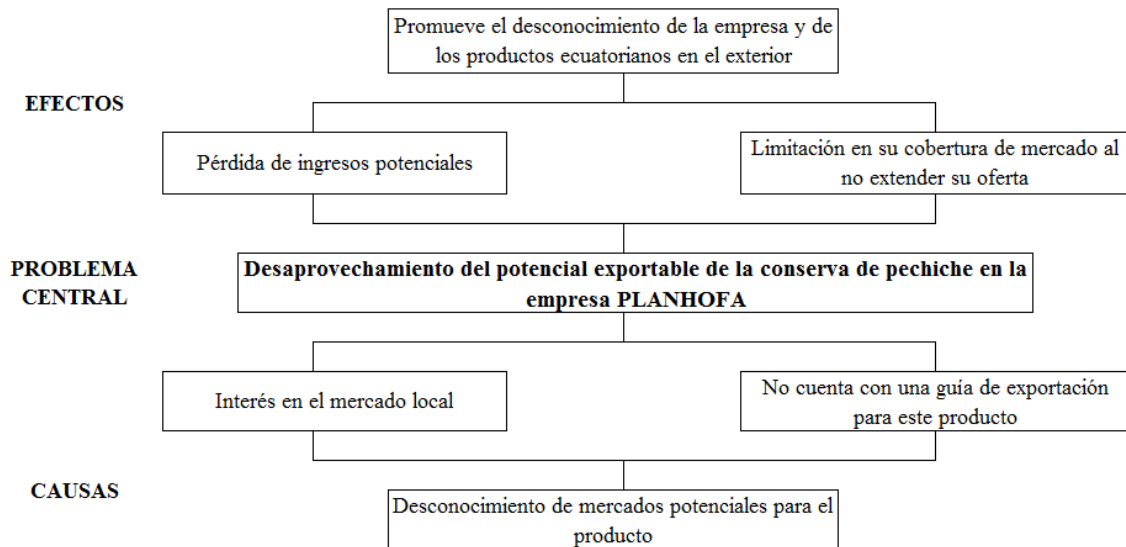 Promueve el desconocimiento de la empresa y de
los productos ecuatorianos en el exterior
EFECTOS
Pérdida de ingresos potenciales
Limitación en su cobertura de mercado al
no extender su oferta
PROBLEMA
CENTRAL
Desaprovechamiento del potencial exportable de la conserva de pechiche en la
empresa PLANHOFA
Interés en el mercado local
No cuenta con una guía de exportación
para este producto
CAUSAS
Desconocimiento de mercados potenciales para el
producto